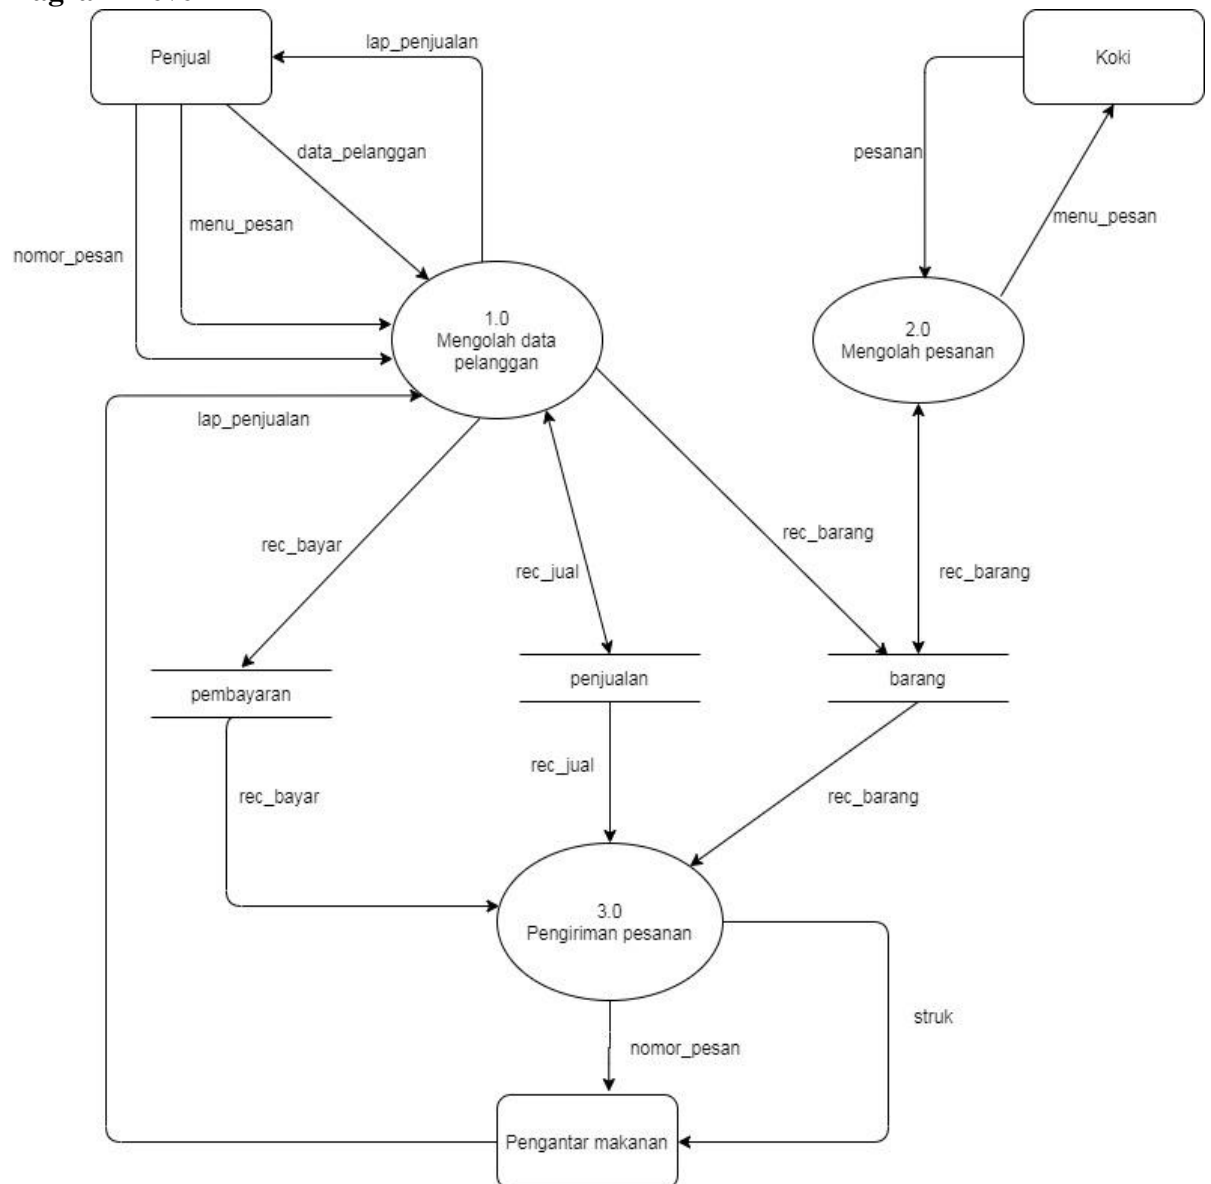 Penjual
lap_penjualan
Koki
data_pelanggan
pesanan
menu_pesan
menu_pesan
nomor_pesan
1.0
Mengolah data
pelanggan
2.0
Mengolah pesanan
lap_penjualan
rec_bayar
rec_jual
rec_barang
rec_barang
pembayaran
penjualan
barang
rec_bayar
rec_jual
rec_barang
3.0
Pengiriman pesanan
struk
nomor_pesan
Pengantar makanan